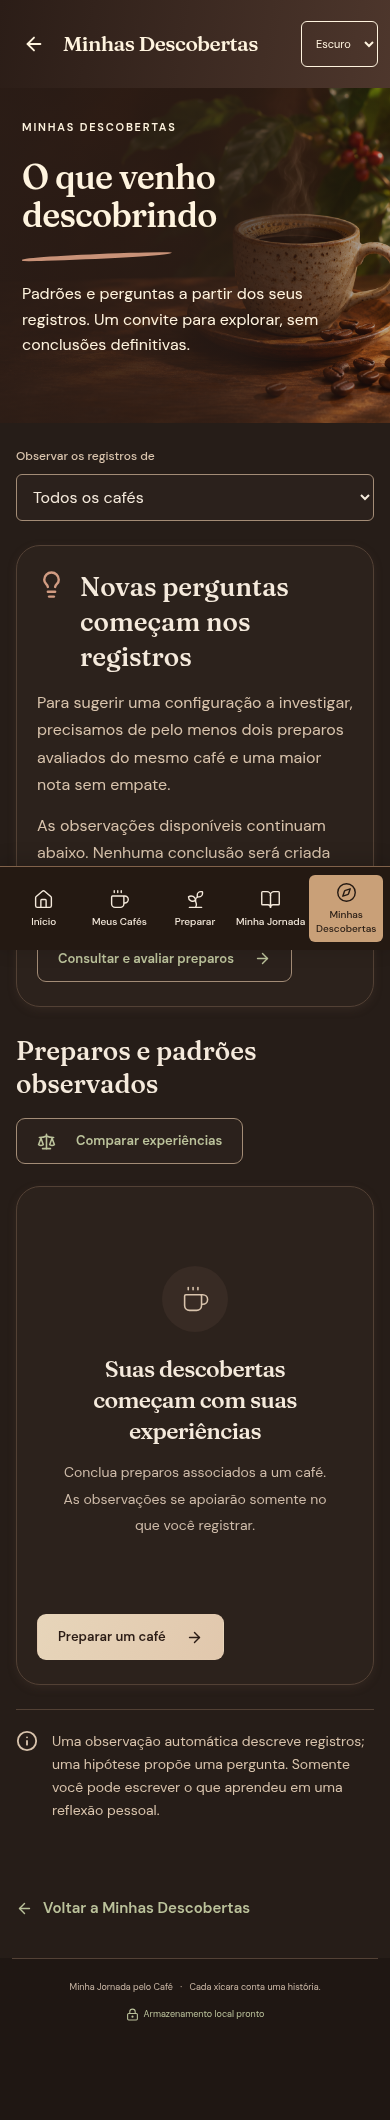 Minhas Descobertas
Escuro
MINHAS DESCOBERTAS
O que venho
descobrindo
Padrões e perguntas a partir dos seus
registros. Um convite para explorar, sem
conclusões definitivas.
Observar os registros de
Todos os cafés
Novas perguntas
começam nos
registros
Para sugerir uma configuração a investigar,
precisamos de pelo menos dois preparos
avaliados do mesmo café e uma maior
nota sem empate.
As observações disponíveis continuam
abaixo. Nenhuma conclusão será criada
Início
Meus Cafés
Preparar
Minha Jornada
Minhas
Descobertas
Consultar e avaliar preparos
Preparos e padrões
observados
Comparar experiências
Suas descobertas
começam com suas
experiências
Conclua preparos associados a um café.
As observações se apoiarão somente no
que você registrar.
Preparar um café
Uma observação automática descreve registros;
uma hipótese propõe uma pergunta. Somente
você pode escrever o que aprendeu em uma
reflexão pessoal.
Voltar a Minhas Descobertas
Minha Jornada pelo Café · Cada xícara conta uma história.
Armazenamento local pronto